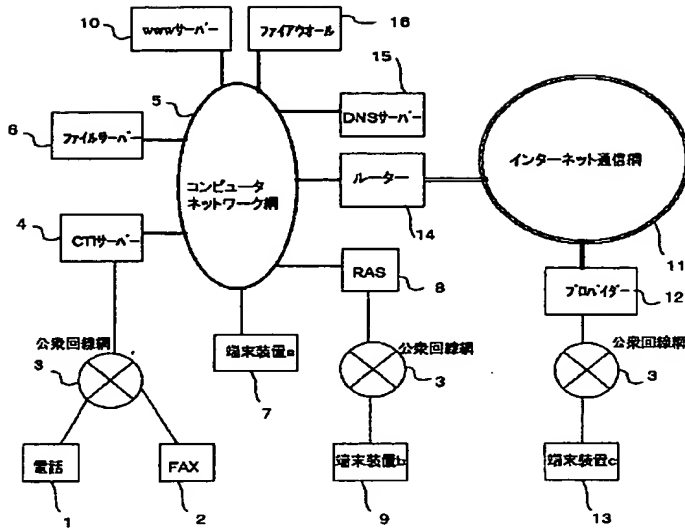 10
wwwサーバー
ファイアウオール
16
15
5
DNSサーバー
6
ファイルサーバー
コンピュータ
ネットワーク網
ルーター
14
インターネット通信網
11
4
CTIサーバー
RAS
8
プロバイダー
12
公衆回線網
3
端末装置a
7
公衆回線網
3
公衆回線網
3
電話
1
FAX
2
端末装置b
9
端末装置c
13